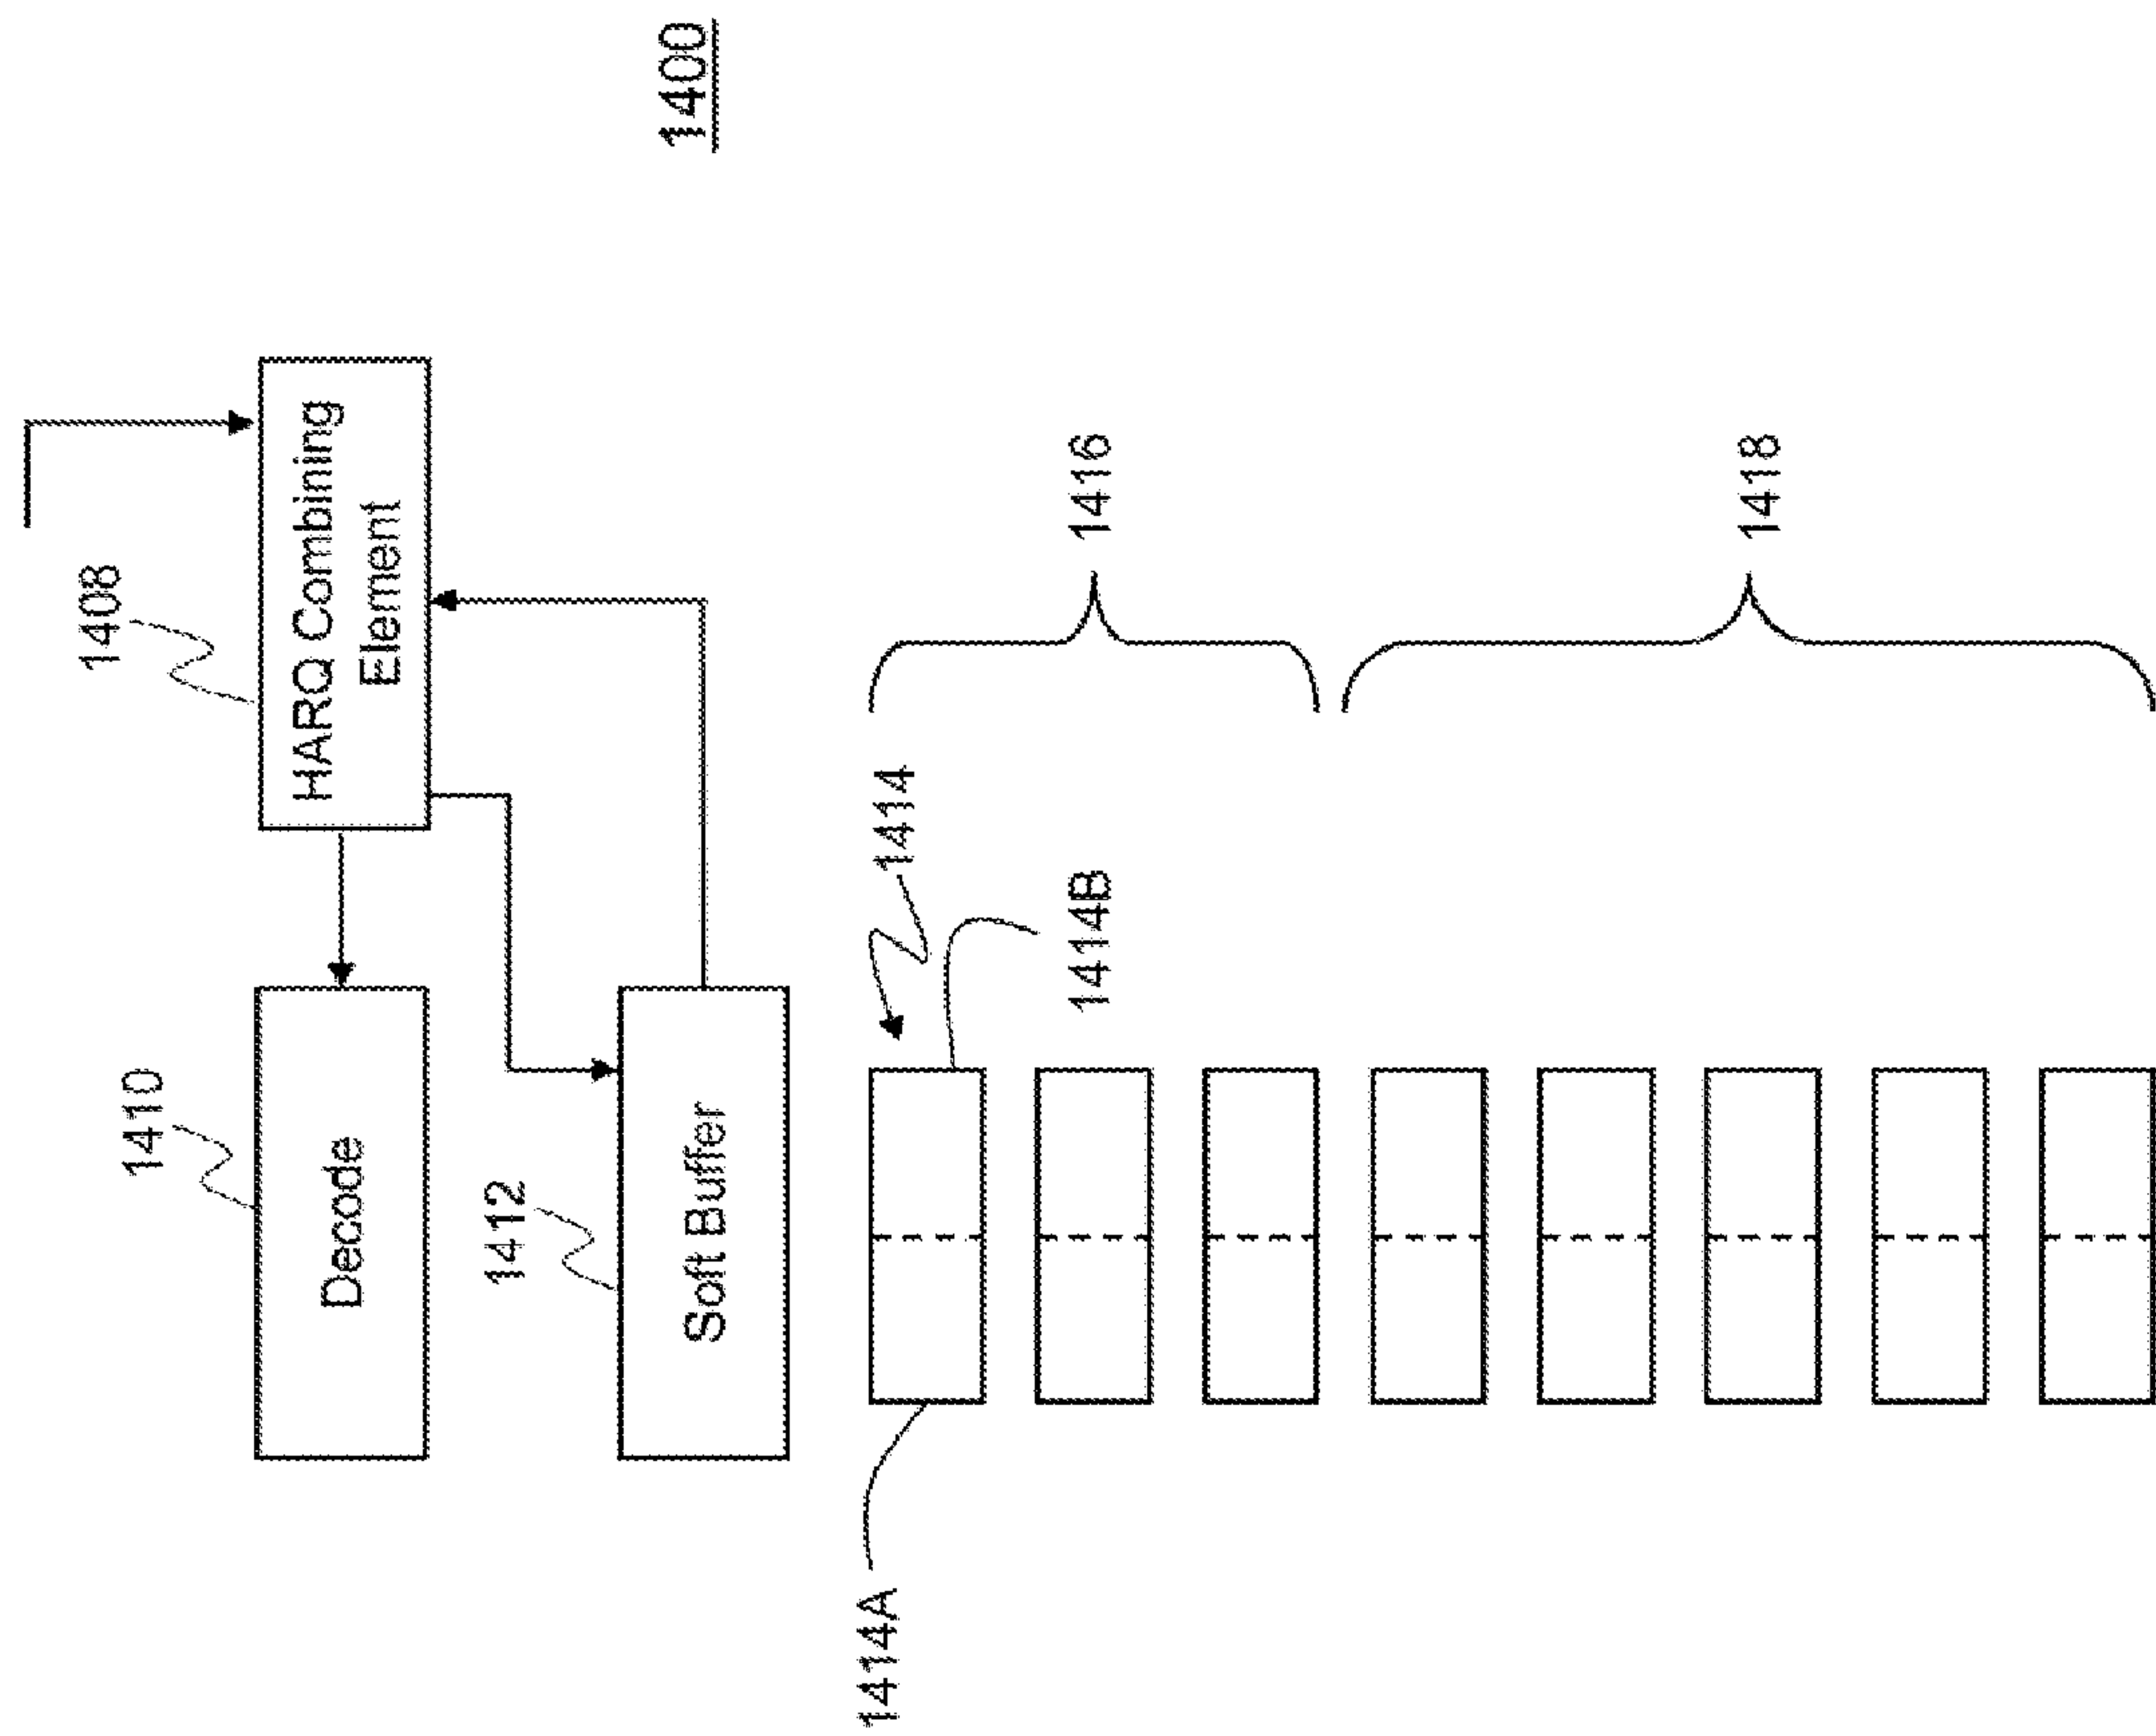 1400
1408
HARQ Combining
Element
1410
Decode
1412
Soft Buffer
1414
1414A
1414B
1416
1418